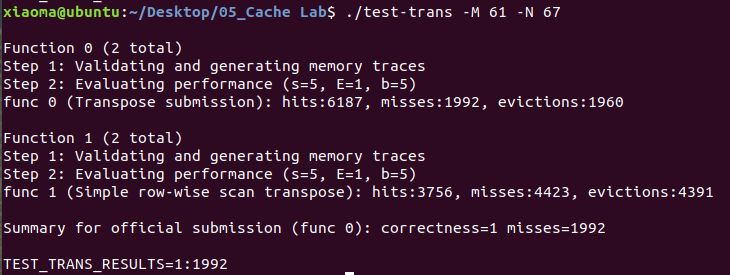 xiaoma@ubuntu:~/Desktop/05_Cache Lab$ ./test-trans -M 61 -N 67
Function 0 (2 total)
Step 1: Validating and generating memory traces
Step 2: Evaluating performance (s=5, E=1, b=5)
func 0 (Transpose submission): hits:6187, misses:1992, evictions:1960
Function 1 (2 total)
Step 1: Validating and generating memory traces
Step 2: Evaluating performance (s=5, E=1, b=5)
func 1 (Simple row-wise scan transpose): hits:3756, misses:4423, evictions:4391
Summary for official submission (func 0): correctness=1 misses=1992
TEST_TRANS_RESULTS=1:1992